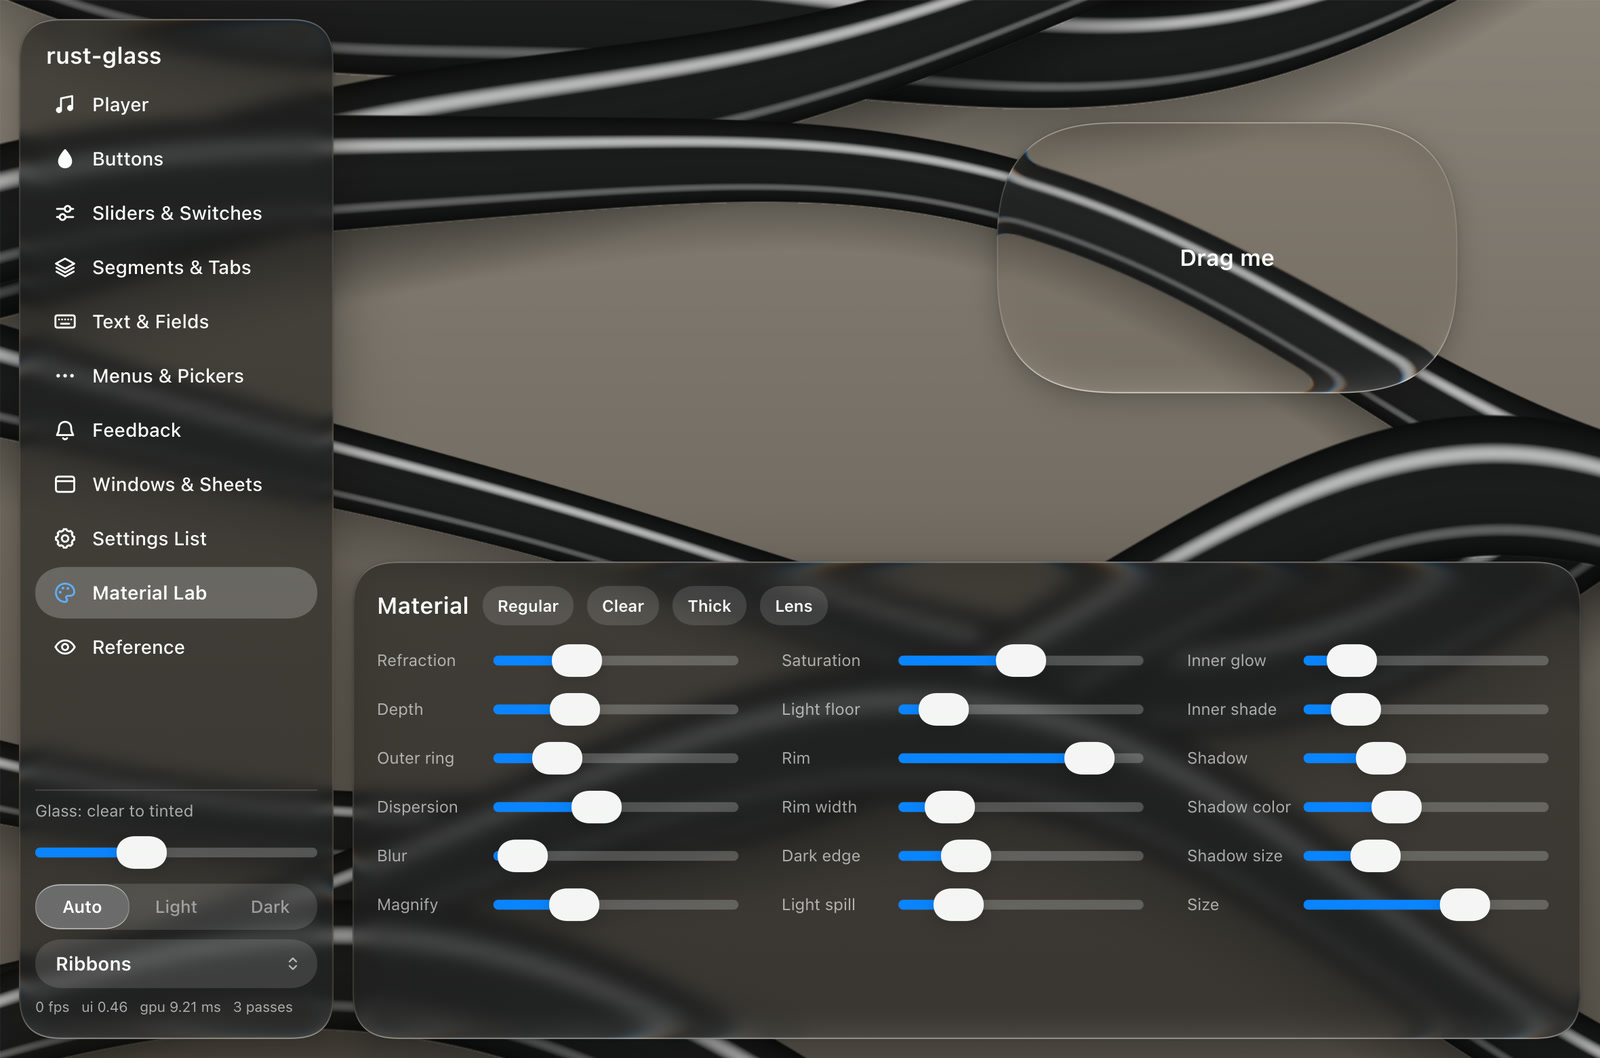 rust-glass
Player
Buttons
Sliders & Switches
Segments & Tabs
Text & Fields
Menus & Pickers
Feedback
Windows & Sheets
Settings List
Material Lab
Reference
Glass: clear to tinted
Auto Light Dark
Ribbons
0 fps ui 0.46 gpu 9.21 ms 3 passes
Drag me
Material Regular Clear Thick Lens
Refraction Saturation Inner glow
Depth Light floor Inner shade
Outer ring Rim Shadow
Dispersion Rim width Shadow color
Blur Dark edge Shadow size
Magnify Light spill Size